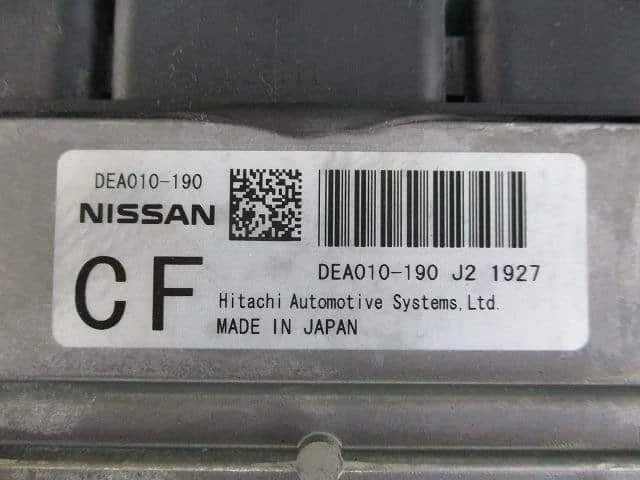 DEA010-190
NISSAN
DEA010-190 J2 1927
CF
Hitachi Automotive Systems,Ltd.
MADE IN JAPAN